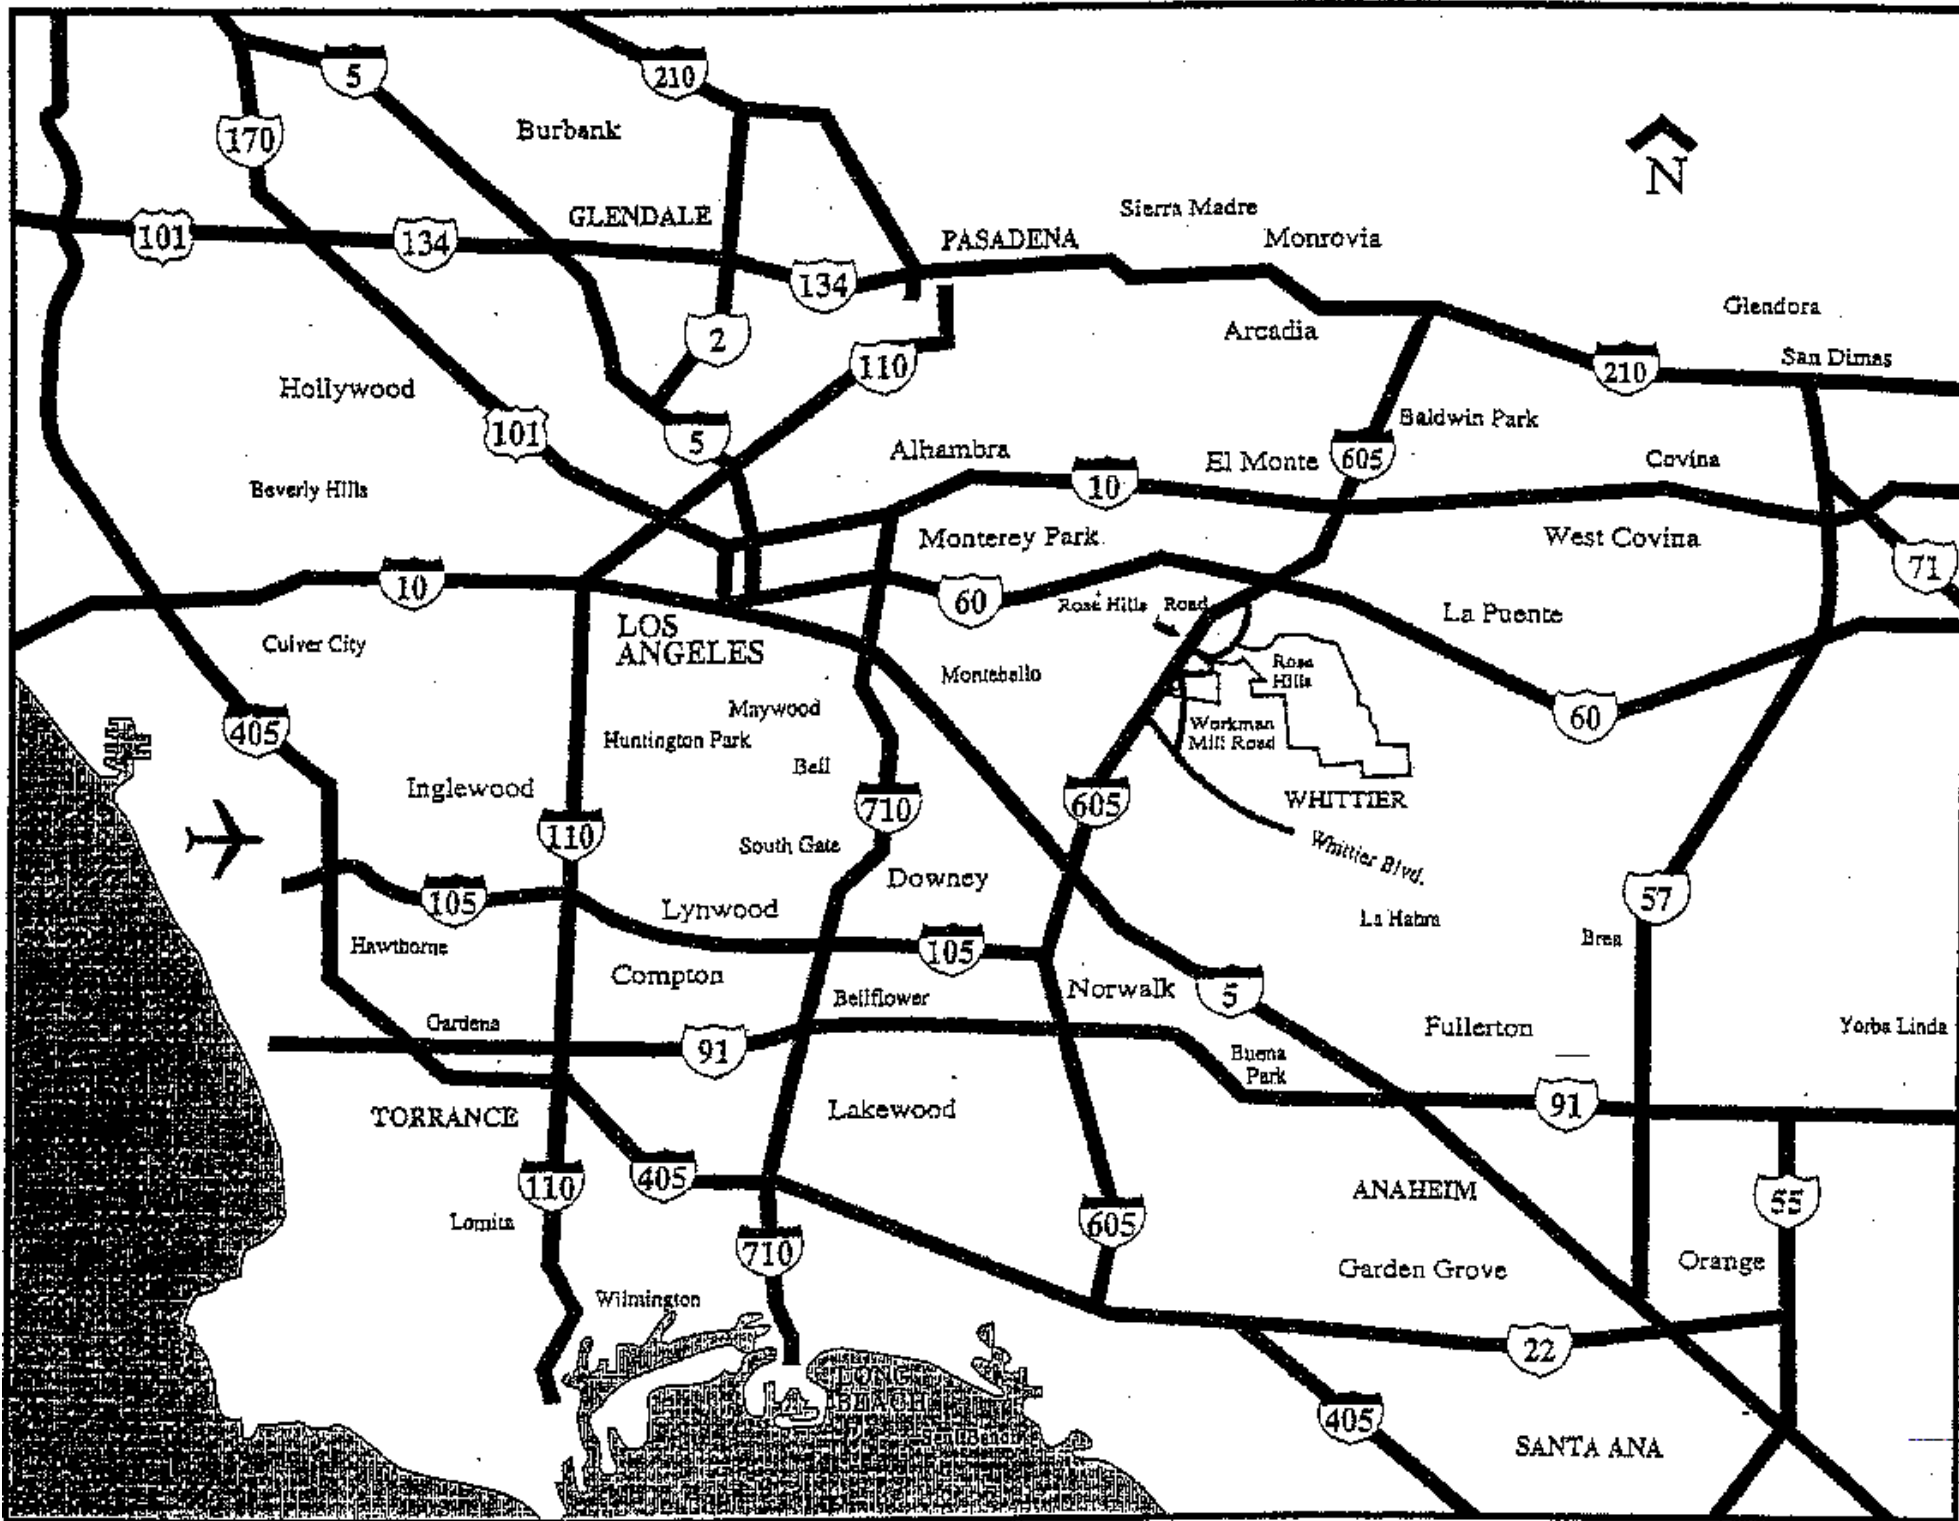 5
210
170
Burbank
N
GLENDALE
Sierra Madre
101
134
PASADENA
Monrovia
134
Glendora
2
Arcadia
San Dimas
110
210
Hollywood
101
5
Baldwin Park
Alhambra
El Monte
605
Covina
Beverly Hills
10
Monterey Park
West Covina
71
10
60
Rose Hills Road
La Puente
LOS
ANGELES
Culver City
Montebello
Rose
Hills
Maywood
60
405
Huntington Park
Workman
Mill Road
Bell
Inglewood
710
605
WHITTIER
110
South Gate
Whittier Blvd.
Downey
57
105
Lynwood
La Habra
Hawthorne
105
Brea
Compton
Norwalk
5
Bellflower
Gardena
Fullerton
Yorba Linda
91
Buena
Park
91
TORRANCE
Lakewood
110
405
ANAHEIM
55
Lomita
605
710
Garden Grove
Orange
Wilmington
22
LONG
BEACH
405
SANTA ANA